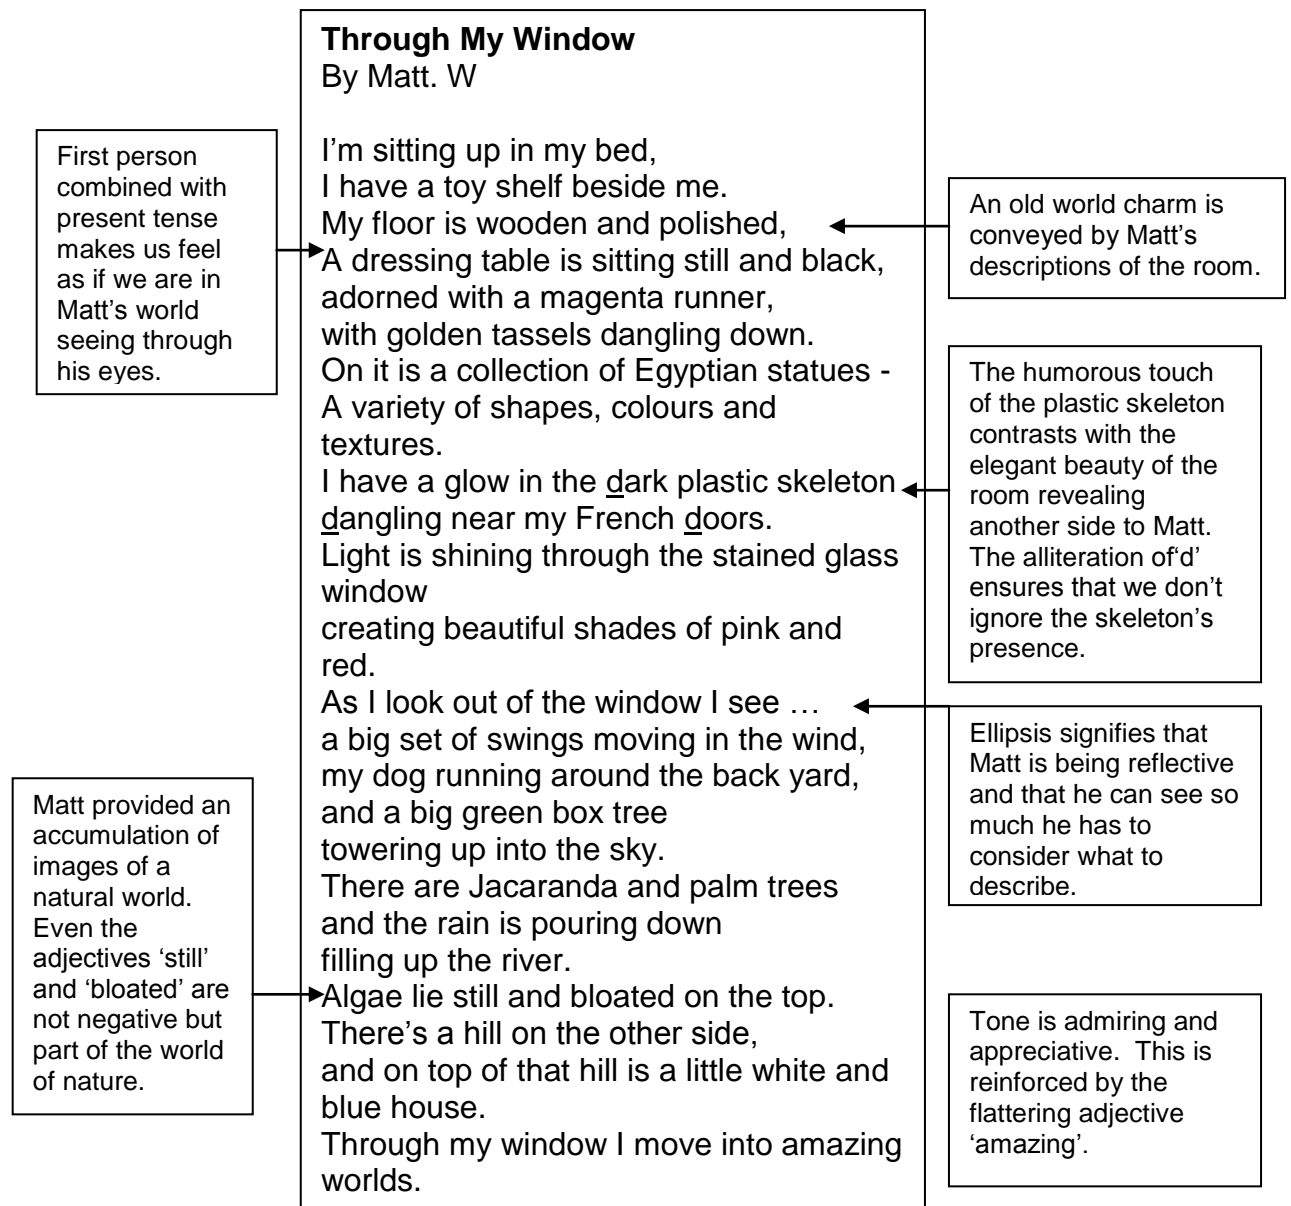 Through My Window
By Matt. W
I'm sitting up in my bed,
I have a toy shelf beside me.
My floor is wooden and polished,
A dressing table is sitting still and black,
adorned with a magenta runner,
with golden tassels dangling down.
On it is a collection of Egyptian statues -
A variety of shapes, colours and
textures.
I have a glow in the dark plastic skeleton
dangling near my French doors.
Light is shining through the stained glass
window
creating beautiful shades of pink and
red.
As I look out of the window I see …
a big set of swings moving in the wind,
my dog running around the back yard,
and a big green box tree
towering up into the sky.
There are Jacaranda and palm trees
and the rain is pouring down
filling up the river.
Algae lie still and bloated on the top.
There's a hill on the other side,
and on top of that hill is a little white and
blue house.
Through my window I move into amazing
worlds.
First person
combined with
present tense
makes us feel
as if we are in
Matt's world
seeing through
his eyes.
Matt provided an
accumulation of
images of a
natural world.
Even the
adjectives 'still'
and 'bloated' are
not negative but
part of the world
of nature.
An old world charm is
conveyed by Matt's
descriptions of the room.
The humorous touch
of the plastic skeleton
contrasts with the
elegant beauty of the
room revealing
another side to Matt.
The alliteration of'd'
ensures that we don't
ignore the skeleton's
presence.
Ellipsis signifies that
Matt is being reflective
and that he can see so
much he has to
consider what to
describe.
Tone is admiring and
appreciative.  This is
reinforced by the
flattering adjective
'amazing'.